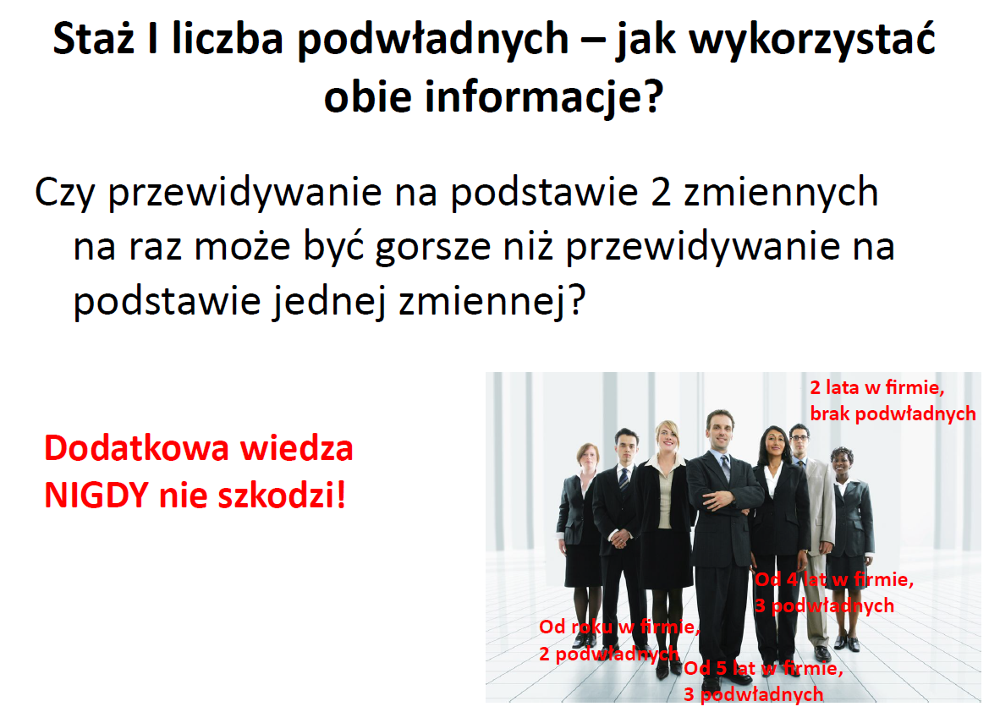 Staż I liczba podwładnych – jak wykorzystać
obie informacje?
Czy przewidywanie na podstawie 2 zmiennych
na raz może być gorsze niż przewidywanie na
podstawie jednej zmiennej?
Dodatkowa wiedza
NIGDY nie szkodzi!
2 lata w firmie,
brak podwładnych
Od 4 lat w firmie,
3 podwładnych
Od roku w firmie,
2 podwładnych
Od 5 lat w firmie,
3 podwładnych